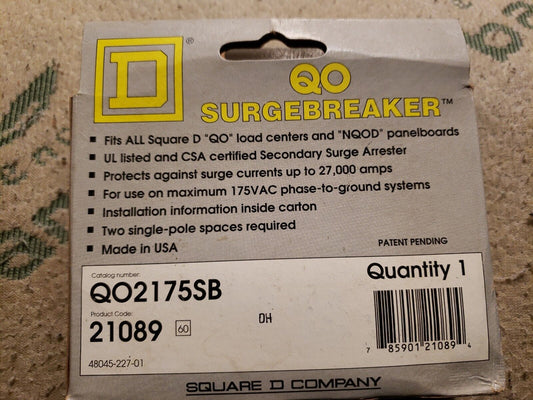 D
QO
SURGEBREAKER™
▪ Fits ALL Square D "QO" load centers and "NQOD" panelboards
▪ UL listed and CSA certified Secondary Surge Arrester
▪ Protects against surge currents up to 27,000 amps
▪ For use on maximum 175VAC phase-to-ground systems
▪ Installation information inside carton
▪ Two single-pole spaces required
▪ Made in USA
PATENT PENDING
Catalog number:
QO2175SB
Quantity 1
Product Code:
21089 60
OH
48045-227-01
7 85901 21089 4
SQUARE D COMPANY